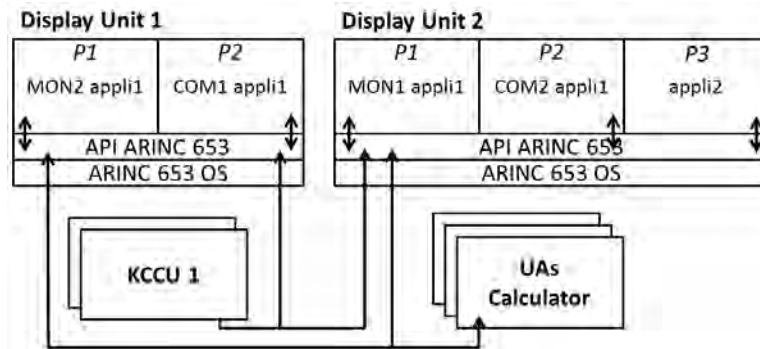 Display Unit 1
Display Unit 2
P1
P2
P1
P2
P3
MON2 appli1
COM1 appli1
MON1 appli1
COM2 appli1
appli2
API ARINC 653
API ARINC 653
ARINC 653 OS
ARINC 653 OS
KCCU 1
UAs
Calculator